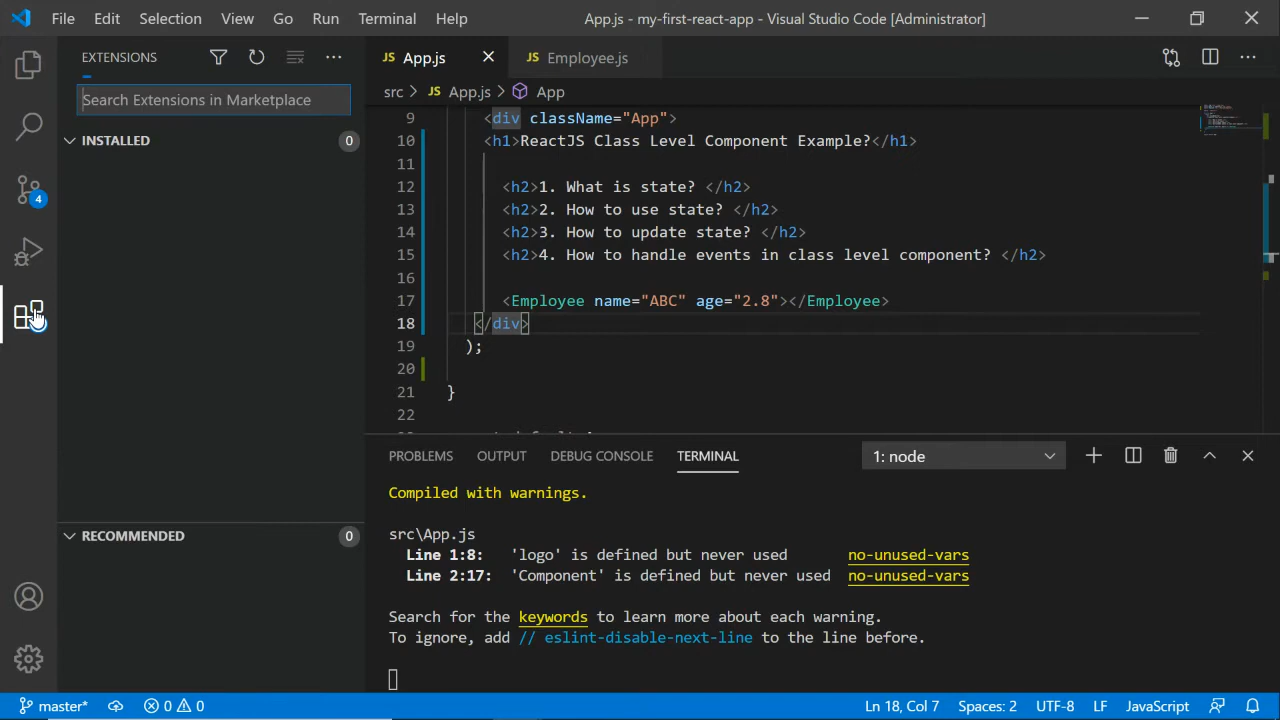 File Edit Selection View Go Run Terminal Help App.js - my-first-react-app - Visual Studio Code [Administrator]
EXTENSIONS
JS App.js
JS Employee.js
Search Extensions in Marketplace
src > JS App.js > App
INSTALLED 0
9 <div className="App">
10 <h1>ReactJS Class Level Component Example?</h1>
11
12 <h2>1. What is state? </h2>
13 <h2>2. How to use state? </h2>
14 <h2>3. How to update state? </h2>
15 <h2>4. How to handle events in class level component? </h2>
16
17 <Employee name="ABC" age="2.8"></Employee>
18 </div>
19 );
20
21 }
22
4
RECOMMENDED 0
PROBLEMS OUTPUT DEBUG CONSOLE TERMINAL 1: node
Compiled with warnings.
src\App.js
Line 1:8: 'logo' is defined but never used no-unused-vars
Line 2:17: 'Component' is defined but never used no-unused-vars
Search for the keywords to learn more about each warning.
To ignore, add // eslint-disable-next-line to the line before.
master* 0 0 Ln 18, Col 7 Spaces: 2 UTF-8 LF JavaScript